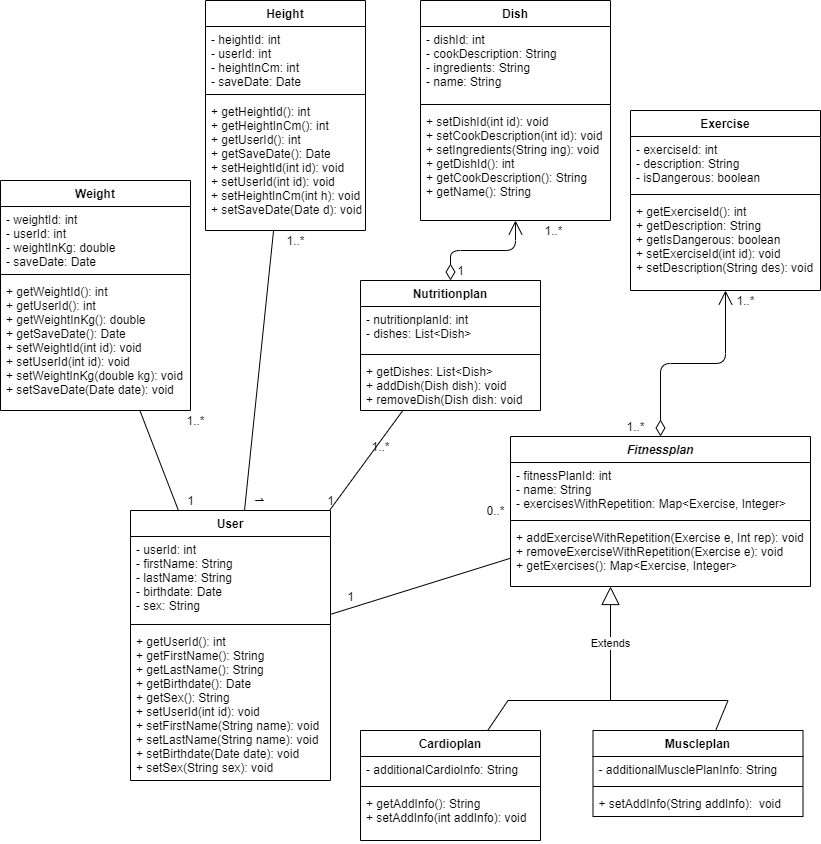 Height
- heightId: int
- userId: int
- heightInCm: int
- saveDate: Date
+ getHeightId(): int
+ getHeightInCm(): int
+ getUserId(): int
+ getSaveDate(): Date
+ setHeightId(int id): void
+ setUserId(int id): void
+ setHeightInCm(int h): void
+ setSaveDate(Date d): void
1..*
Dish
- dishId: int
- cookDescription: String
- ingredients: String
- name: String
+ setDishId(int id): void
+ setCookDescription(int id): void
+ setIngredients(String ing): void
+ getDishId(): int
+ getCookDescription(): String
+ getName(): String
1..*
1
Exercise
- exerciseId: int
- description: String
- isDangerous: boolean
+ getExerciseId(): int
+ getDescription: String
+ getIsDangerous: boolean
+ setExerciseId(int id): void
+ setDescription(String des): void
1..*
1..*
Weight
- weightId: int
- userId: int
- weightInKg: double
- saveDate: Date
+ getWeightId(): int
+ getUserId(): int
+ getWeightInKg(): double
+ getSaveDate(): Date
+ setWeightId(int id): void
+ setUserId(int id): void
+ setWeightInKg(double kg): void
+ setSaveDate(Date date): void
1..*
Nutritionplan
- nutritionplanId: int
- dishes: List<Dish>
+ getDishes: List<Dish>
+ addDish(Dish dish): void
+ removeDish(Dish dish: void
1..*
Fitnessplan
- fitnessPlanId: int
- name: String
- exercisesWithRepetition: Map<Exercise, Integer>
+ addExerciseWithRepetition(Exercise e, Int rep): void
+ removeExerciseWithRepetition(Exercise e): void
+ getExercises(): Map<Exercise, Integer>
0..*
1
1
1
1
User
- userId: int
- firstName: String
- lastName: String
- birthdate: Date
- sex: String
+ getUserId(): int
+ getFirstName(): String
+ getLastName(): String
+ getBirthdate(): Date
+ getSex(): String
+ setUserId(int id): void
+ setFirstName(String name): void
+ setLastName(String name): void
+ setBirthdate(Date date): void
+ setSex(String sex): void
Extends
Cardioplan
- additionalCardioInfo: String
+ getAddInfo(): String
+ setAddInfo(int addInfo): void
Muscleplan
- additionalMusclePlanInfo: String
+ setAddInfo(String addInfo): void